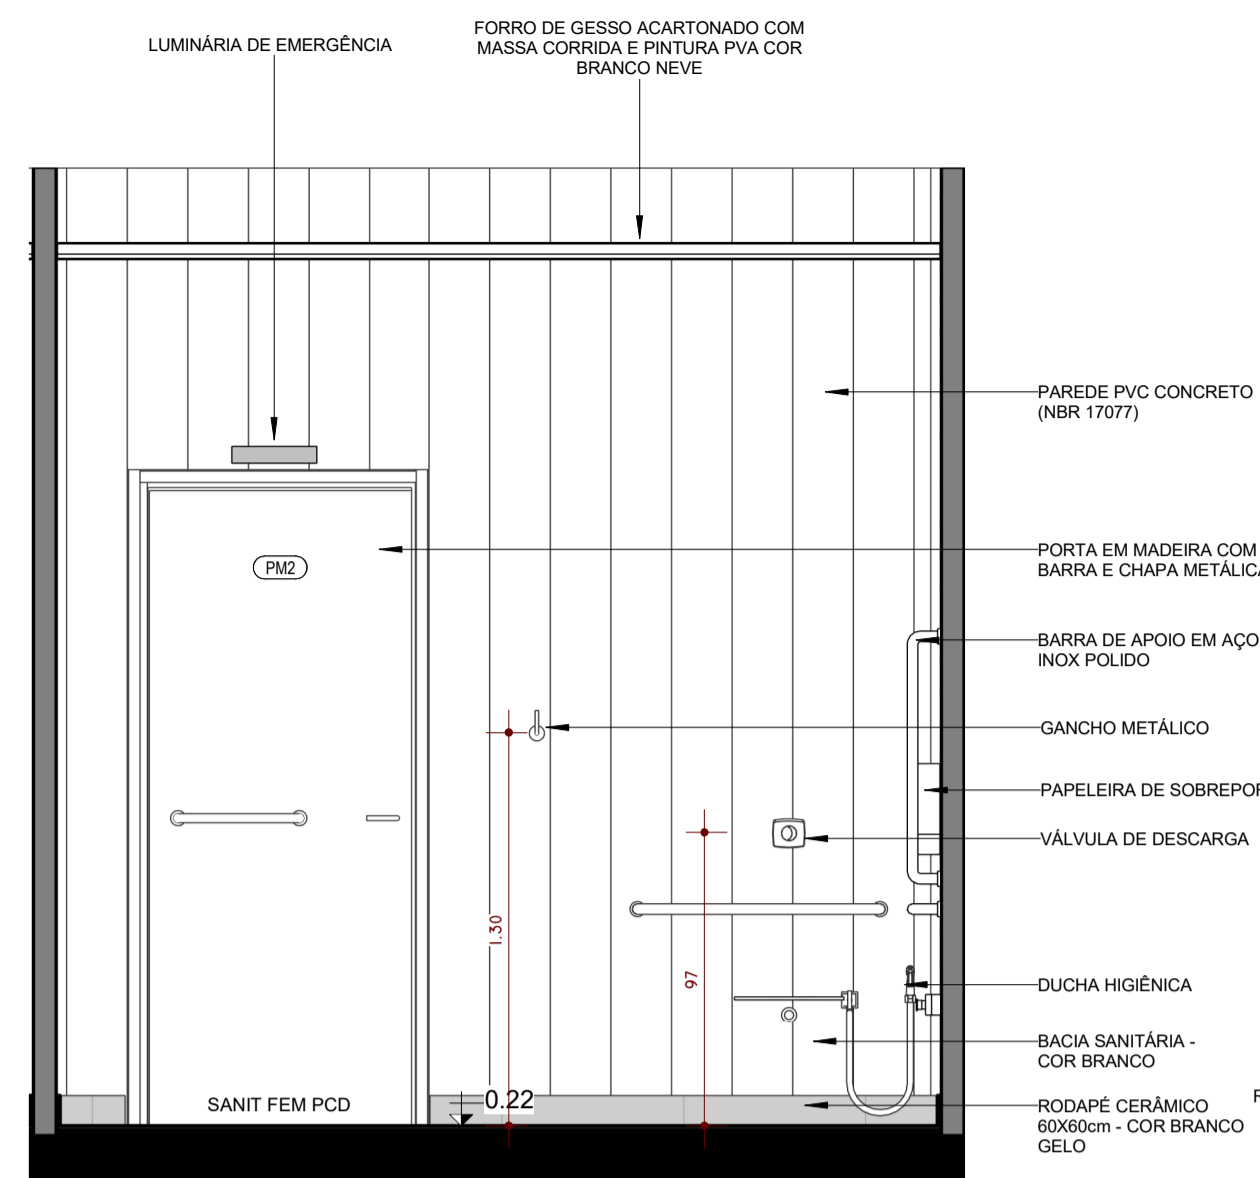 LUMINÁRIA DE EMERGÊNCIA
FORRO DE GESSO ACARTONADO COM
MASSA CORRIDA E PINTURA PVA COR
BRANCO NEVE
PAREDE PVC CONCRETO
(NBR 17077)
PORTA EM MADEIRA COM
BARRA E CHAPA METÁLICA
PM2
BARRA DE APOIO EM AÇO
INOX POLIDO
GANCHO METÁLICO
PAPELEIRA DE SOBREPOR
VÁLVULA DE DESCARGA
1.30
97
DUCHA HIGIÊNICA
BACIA SANITÁRIA -
COR BRANCO
SANIT FEM PCD
0.22
RODAPÉ CERÂMICO
60X60cm - COR BRANCO
GELO